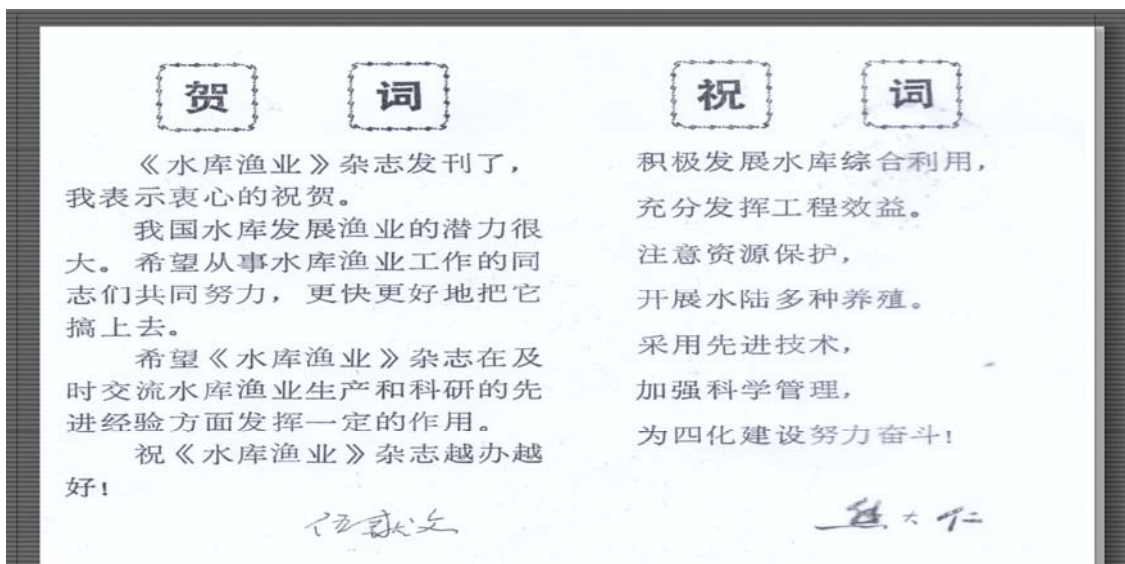 贺 词
《水库渔业》杂志发刊了，
我表示衷心的祝贺。
我国水库发展渔业的潜力很
大。希望从事水库渔业工作的同
志们共同努力，更快更好地把它
搞上去。
希望《水库渔业》杂志在及
时交流水库渔业生产和科研的先
进经验方面发挥一定的作用。
祝《水库渔业》杂志越办越
好！
伍献文
祝 词
积极发展水库综合利用，
充分发挥工程效益。
注意资源保护，
开展水陆多种养殖。
采用先进技术，
加强科学管理，
为四化建设努力奋斗！
熊大仁